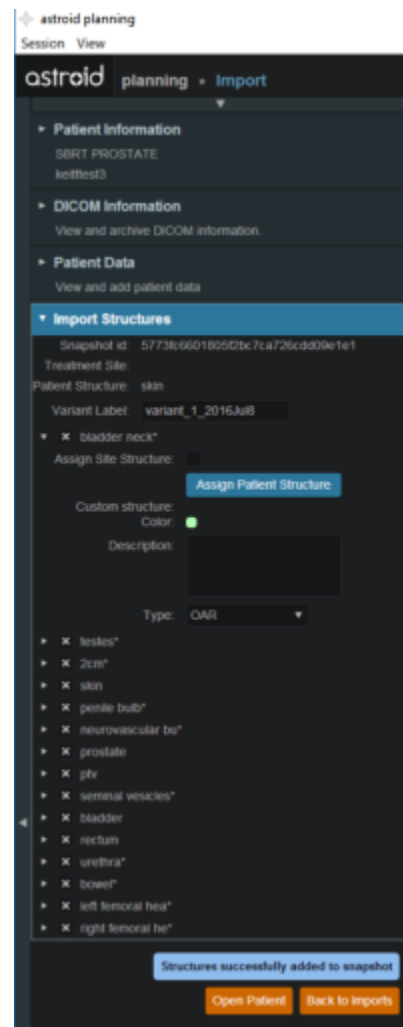 astroid planning
Session View
astroid planning Import
Patient Information
SBRT PROSTATE
keitttest3
DICOM Information
View and archive DICOM information.
Patient Data
View and add patient data
Import Structures
Snapshot id:
Treatment Site:
Patient Structure: skin
Variant Label: variant_1_2016Jul8
bladder neck*
Assign Site Structure:
Assign Patient Structure
Custom structure:
Color:
Description:
Type: OAR
testes*
2cm*
skin
penile bulb*
neurovascular bu*
prostate
ptv
seminal vesicles*
bladder
rectum
urethra*
bowel*
left femoral hea*
right femoral he*
Structures successfully added to snapshot
Open Patient Back to Imports